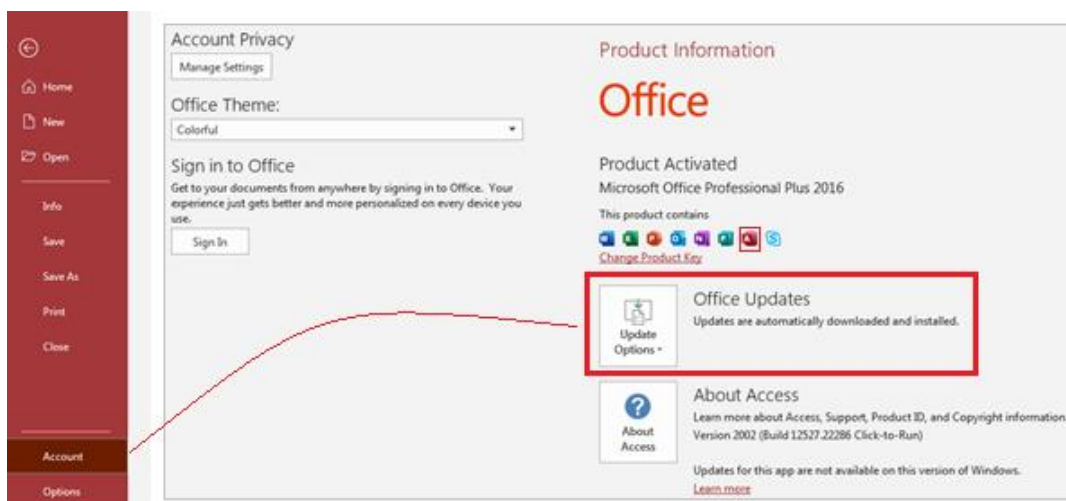 Home
New
Open
Info
Save
Save As
Print
Close
Account
Options
Account Privacy
Manage Settings
Office Theme:
Colorful
Sign in to Office
Get to your documents from anywhere by signing in to Office. Your
experience just gets better and more personalized on every device you
use.
Sign In
Product Information
Office
Product Activated
Microsoft Office Professional Plus 2016
This product contains
Change Product Key
Update
Options
Office Updates
Updates are automatically downloaded and installed.
About
Access
About Access
Learn more about Access, Support, Product ID, and Copyright information
Version 2002 (Build 12527.22286 Click-to-Run)
Updates for this app are not available on this version of Windows.
Learn more